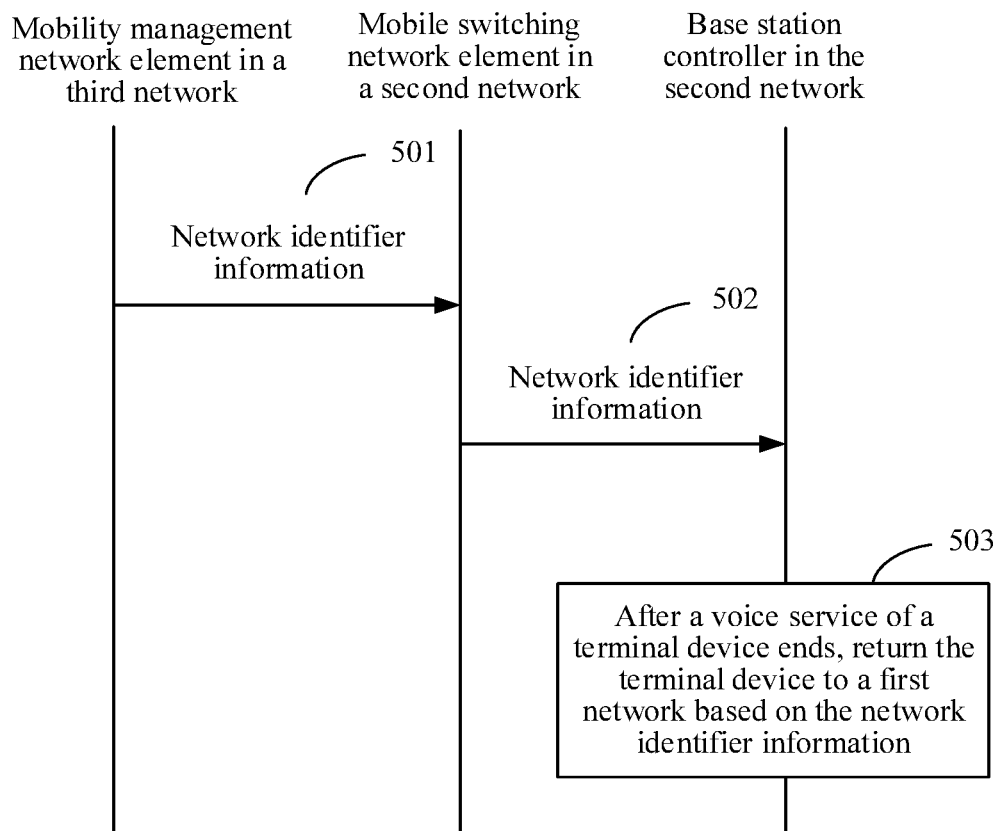 Mobility management
network element in a
third network
Mobile switching
network element in
a second network
Base station
controller in the
second network
501
Network identifier
information
502
Network identifier
information
503
After a voice service of a
terminal device ends, return the
terminal device to a first
network based on the network
identifier information